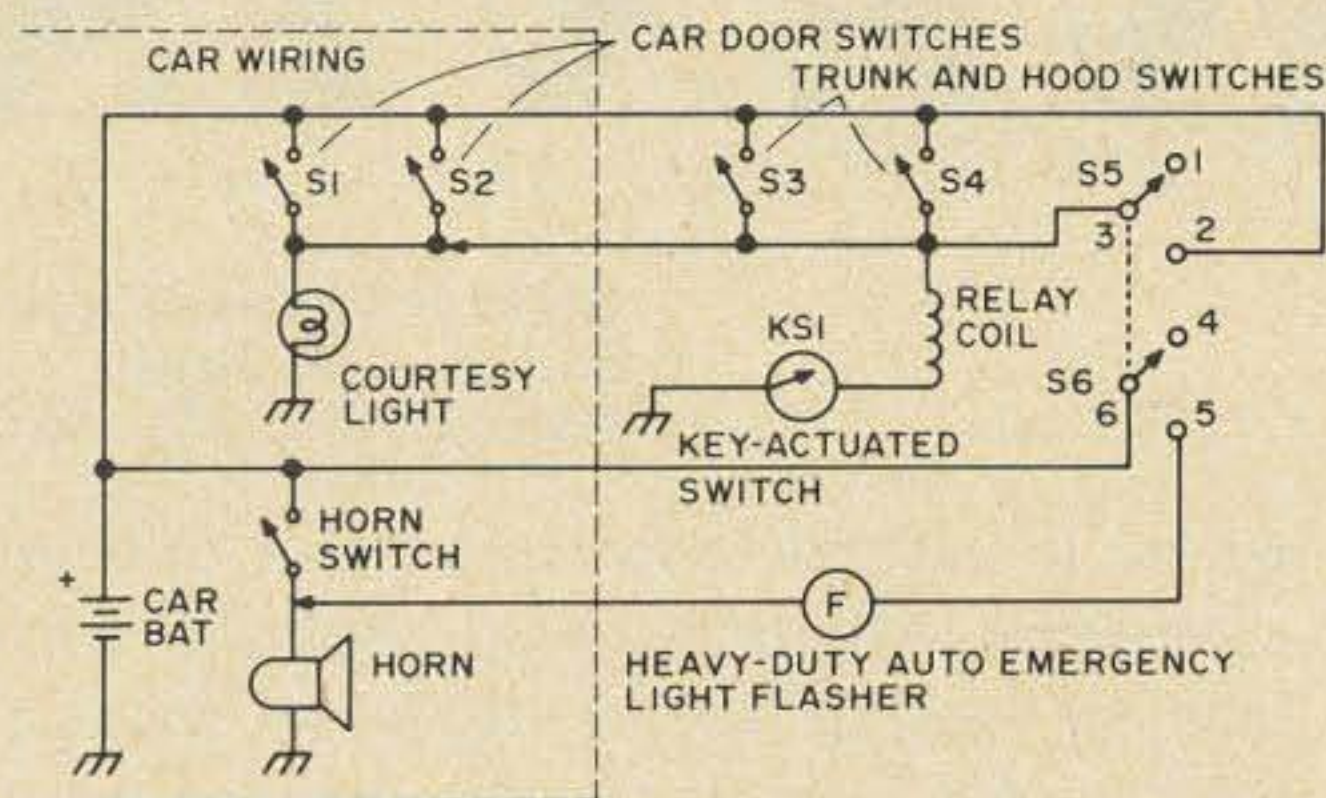 CAR WIRING
CAR DOOR SWITCHES
TRUNK AND HOOD SWITCHES
S1
S2
S3
S4
S5
1
3
2
RELAY
COIL
KS1
4
S6
6
5
COURTESY
LIGHT
KEY-ACTUATED
SWITCH
HORN
SWITCH
+
CAR
BAT
F
HORN
HEAVY-DUTY AUTO EMERGENCY
LIGHT FLASHER